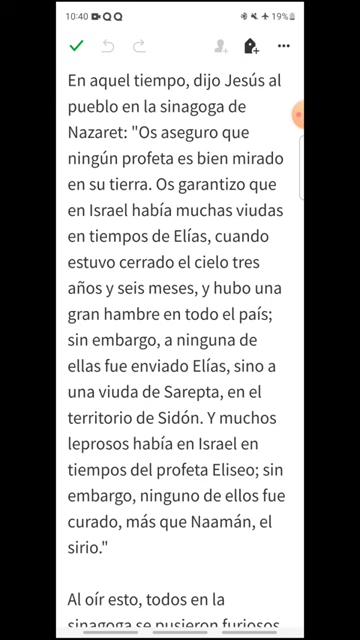 10:40
19%
En aquel tiempo, dijo Jesús al
pueblo en la sinagoga de
Nazaret: "Os aseguro que
ningún profeta es bien mirado
en su tierra. Os garantizo que
en Israel había muchas viudas
en tiempos de Elías, cuando
estuvo cerrado el cielo tres
años y seis meses, y hubo una
gran hambre en todo el país;
sin embargo, a ninguna de
ellas fue enviado Elías, sino a
una viuda de Sarepta, en el
territorio de Sidón. Y muchos
leprosos había en Israel en
tiempos del profeta Eliseo; sin
embargo, ninguno de ellos fue
curado, más que Naamán, el
sirio."
Al oír esto, todos en la
sinagoga se pusieron furiosos